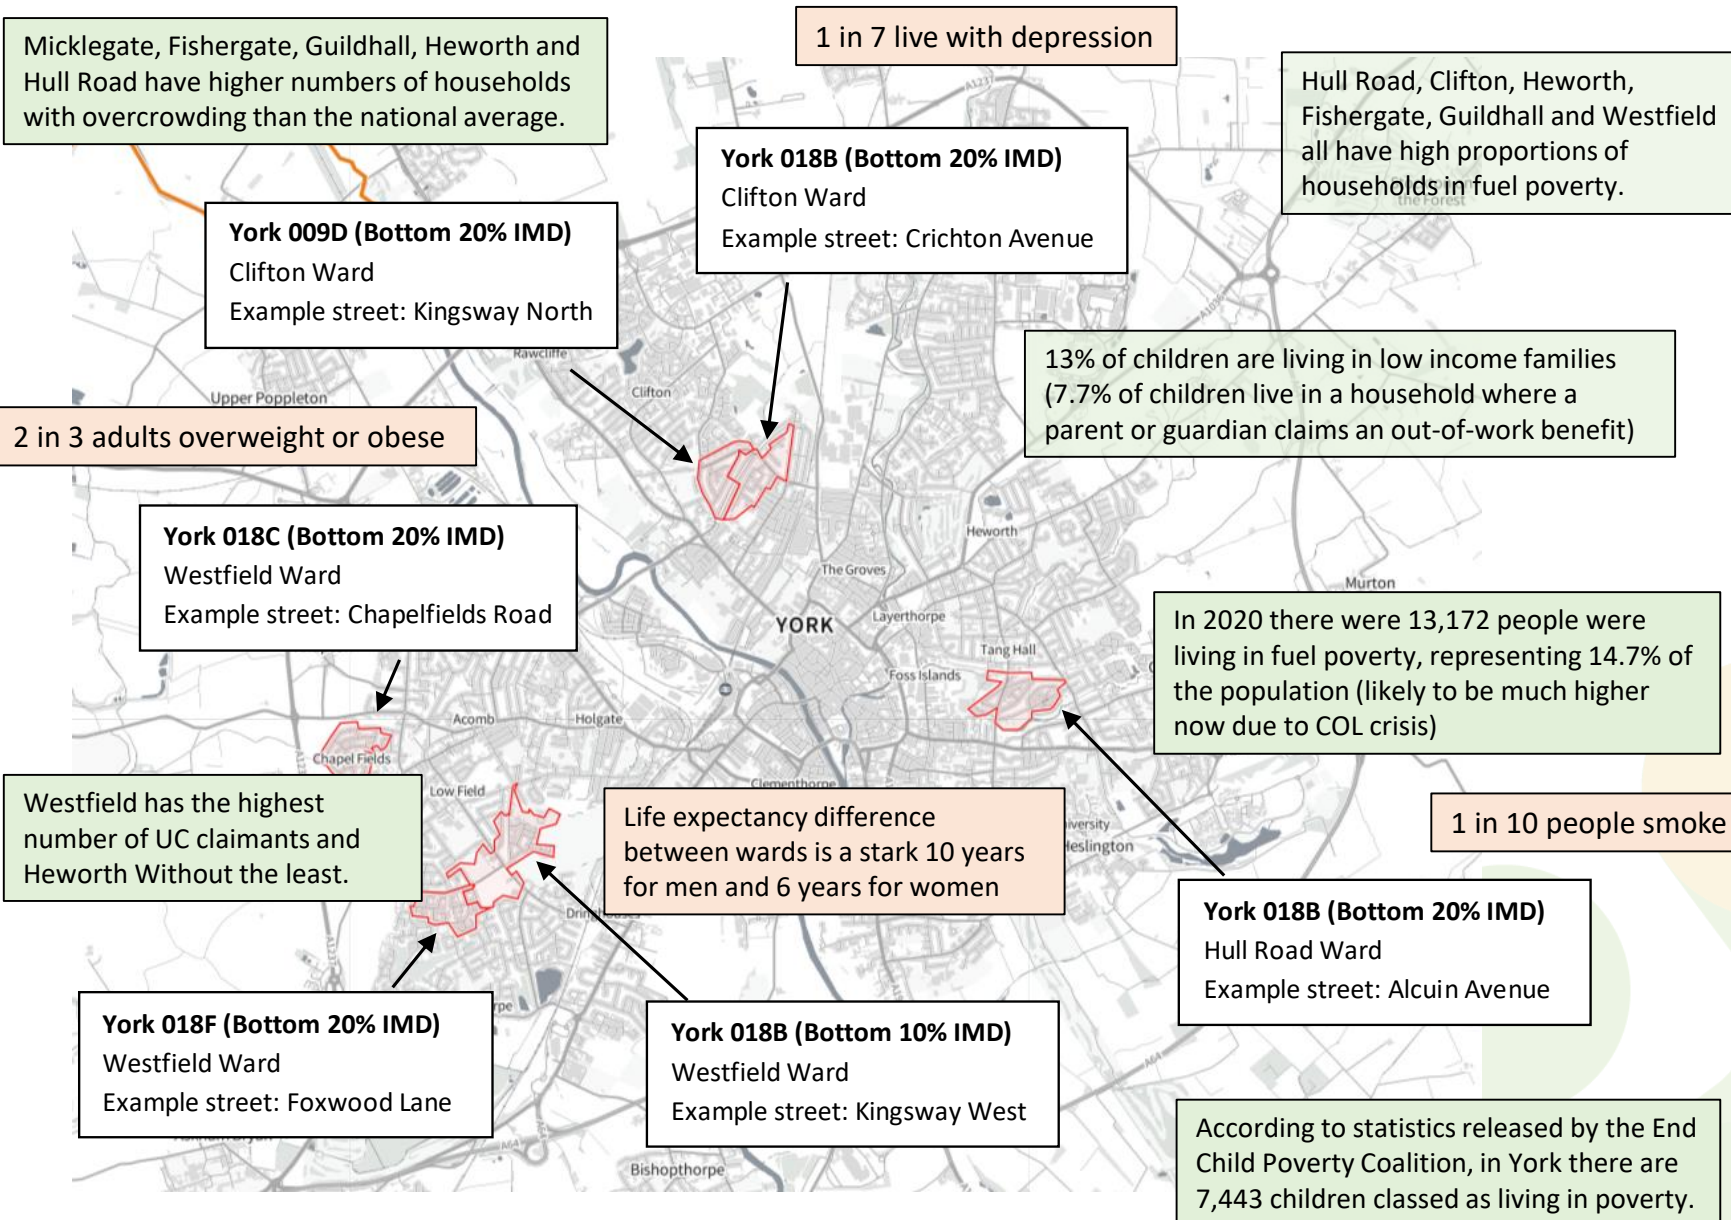 Micklegate, Fishergate, Guildhall, Heworth and
Hull Road have higher numbers of households
with overcrowding than the national average.
1 in 7 live with depression
Hull Road, Clifton, Heworth,
Fishergate, Guildhall and Westfield
all have high proportions of
households in fuel poverty.
the Forest
A1237
York 018B (Bottom 20% IMD)
Clifton Ward
Example street: Crichton Avenue
York 009D (Bottom 20% IMD)
Clifton Ward
Example street: Kingsway North
A1036
Rawcliffe
Clifton
Upper Poppleton
13% of children are living in low income families
(7.7% of children live in a household where a
parent or guardian claims an out-of-work benefit)
2 in 3 adults overweight or obese
York 018C (Bottom 20% IMD)
Westfield Ward
Example street: Chapelfields Road
Heworth
The Groves
Murton
YORK
Layerthorpe
Tang Hall
Foss Islands
In 2020 there were 13,172 people were
living in fuel poverty, representing 14.7% of
the population (likely to be much higher
now due to COL crisis)
Acomb
Holgate
Chapel Fields
Low Field
Clementhorpe
Westfield has the highest
number of UC claimants and
Heworth Without the least.
Life expectancy difference
between wards is a stark 10 years
for men and 6 years for women
1 in 10 people smoke
Heslington
York 018B (Bottom 20% IMD)
Hull Road Ward
Example street: Alcuin Avenue
A1237
York 018F (Bottom 20% IMD)
Westfield Ward
Example street: Foxwood Lane
York 018B (Bottom 10% IMD)
Westfield Ward
Example street: Kingsway West
A64
A64
Bishopthorpe
According to statistics released by the End
Child Poverty Coalition, in York there are
7,443 children classed as living in poverty.